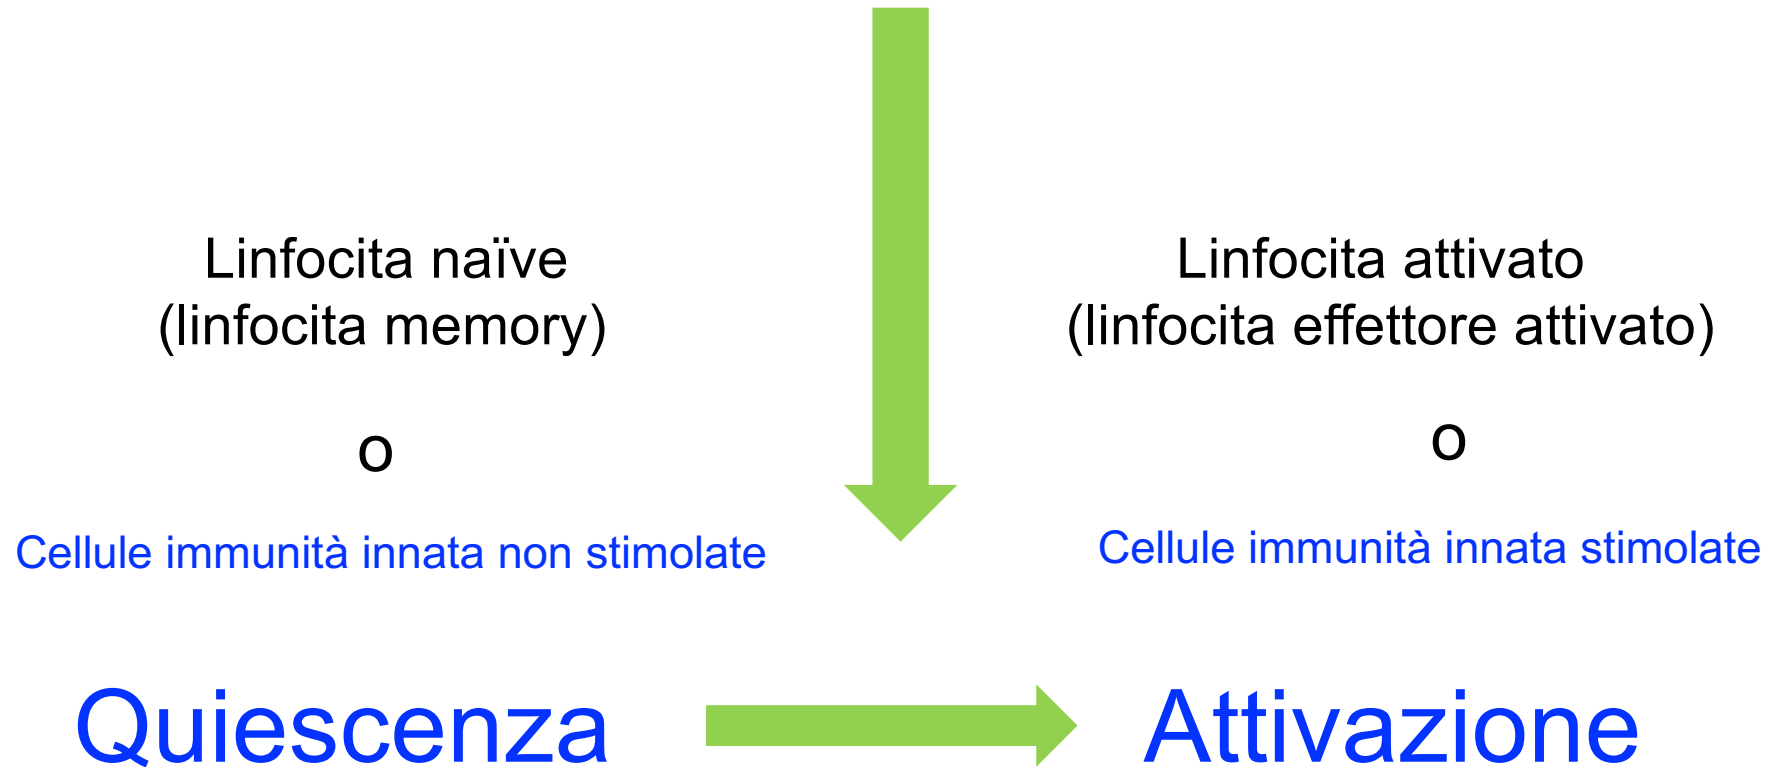 Linfocita naïve
(linfocita memory)
o
Cellule immunità innata non stimolate
Linfocita attivato
(linfocita effettore attivato)
o
Cellule immunità innata stimolate
Quiescenza
Attivazione